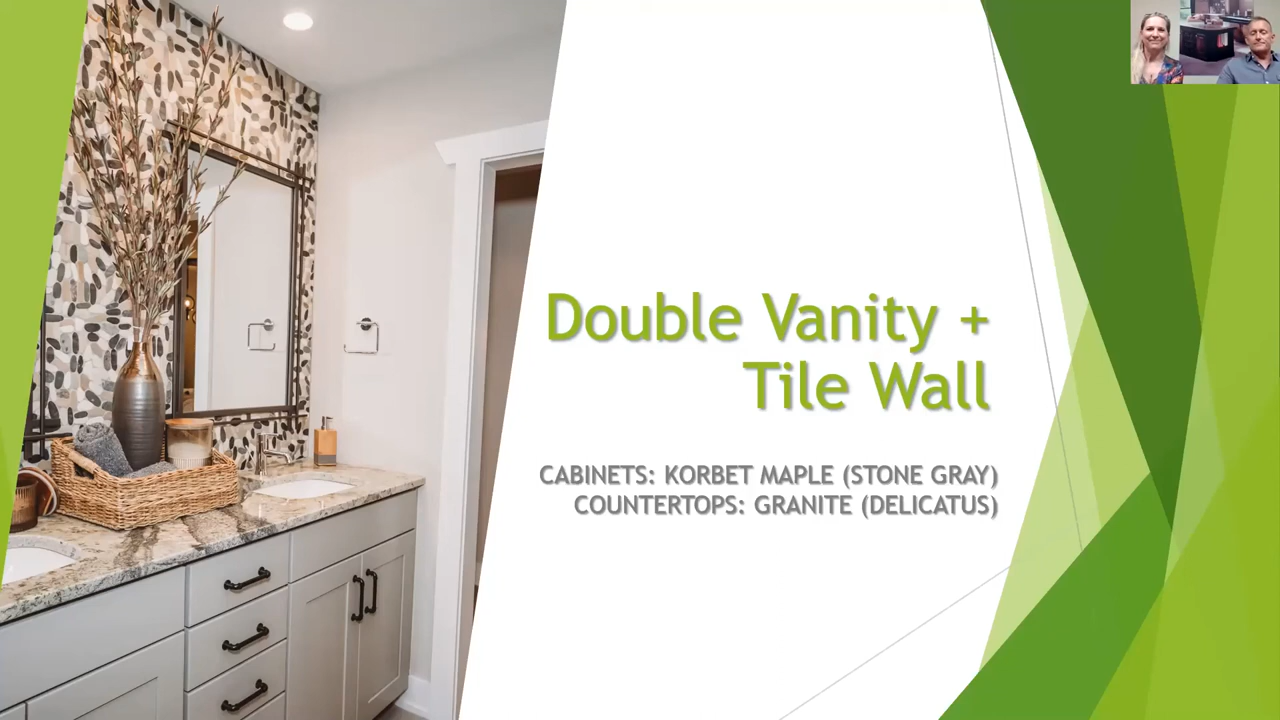 Double Vanity +
Tile Wall
CABINETS: KORBET MAPLE (STONE GRAY)
COUNTERTOPS: GRANITE (DELICATUS)